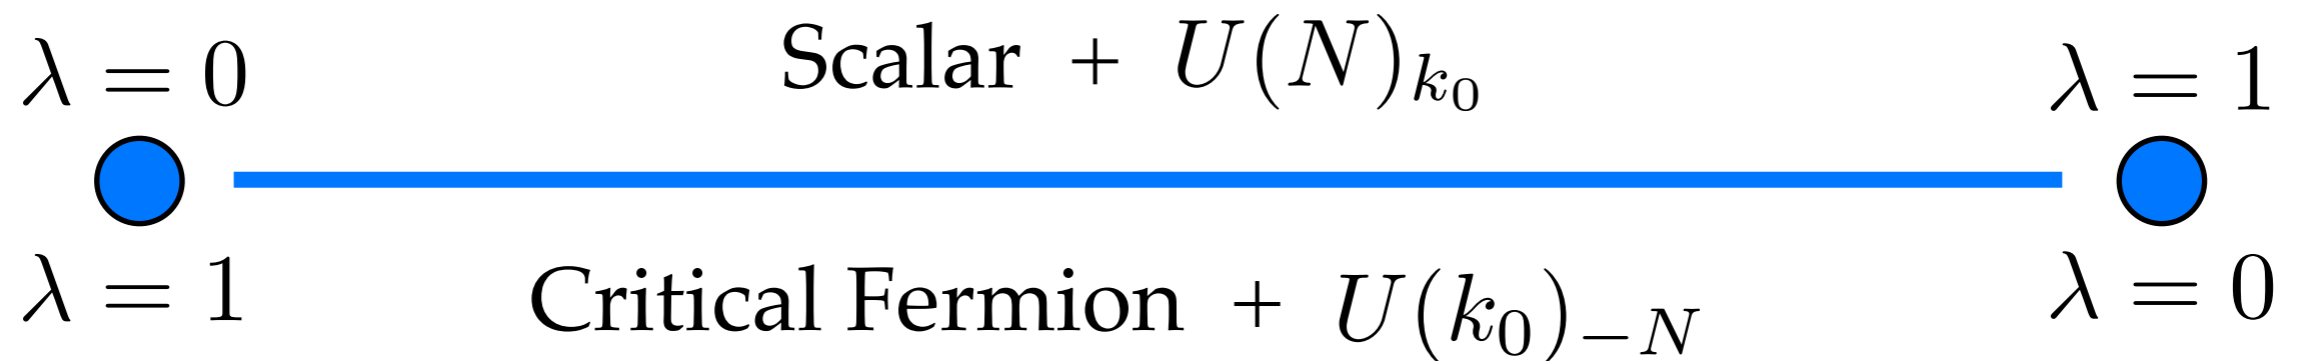 λ = 0 Scalar + U(N)_{k_0} λ = 1
λ = 1 Critical Fermion + U(k_0)_{-N} λ = 0